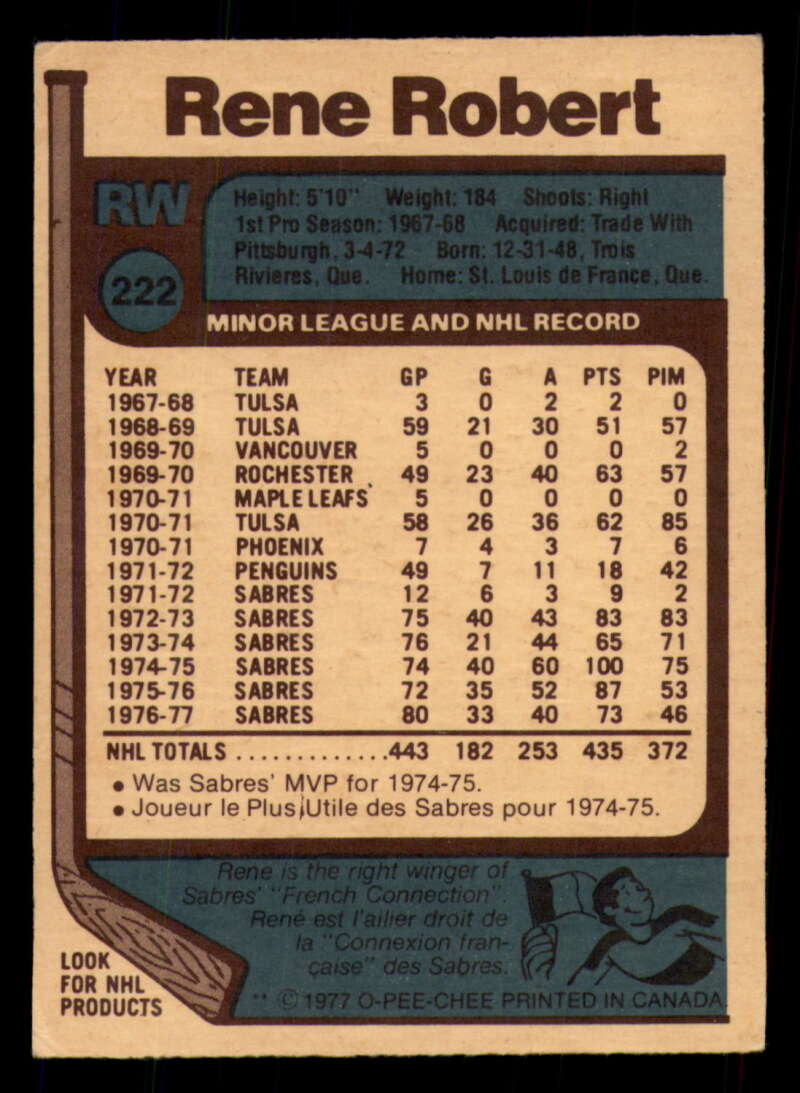 Rene Robert
RW
222
Height: 5'10" Weight: 184 Shoots: Right
1st Pro Season: 1967-68 Acquired: Trade With
Pittsburgh, 3-4-72 Born: 12-31-48, Trois
Rivieres, Que. Home: St. Louis de France, Que.
MINOR LEAGUE AND NHL RECORD
YEAR TEAM GP G A PTS PIM
1967-68 TULSA 3 0 2 2 0
1968-69 TULSA 59 21 30 51 57
1969-70 VANCOUVER 5 0 0 0 2
1969-70 ROCHESTER 49 23 40 63 57
1970-71 MAPLE LEAFS 5 0 0 0 0
1970-71 TULSA 58 26 36 62 85
1970-71 PHOENIX 7 4 3 7 6
1971-72 PENGUINS 49 7 11 18 42
1971-72 SABRES 12 6 3 9 2
1972-73 SABRES 75 40 43 83 83
1973-74 SABRES 76 21 44 65 71
1974-75 SABRES 74 40 60 100 75
1975-76 SABRES 72 35 52 87 53
1976-77 SABRES 80 33 40 73 46
NHL TOTALS .............443 182 253 435 372
• Was Sabres' MVP for 1974-75.
• Joueur le Plus Utile des Sabres pour 1974-75.
Rene is the right winger of
Sabres' "French Connection".
René est l'ailier droit de
la "Connexion fran-
çaise" des Sabres.
LOOK
FOR NHL
PRODUCTS
** © 1977 O-PEE-CHEE PRINTED IN CANADA